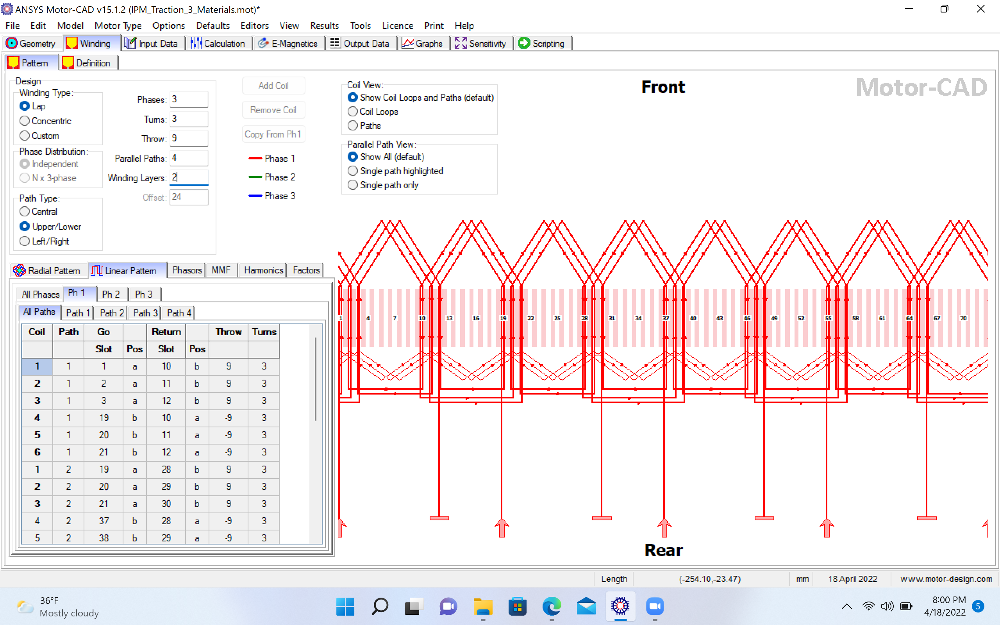 ANSYS Motor-CAD v15.1.2 (IPM_Traction_3_Materials.mot)*
File Edit Model Motor Type Options Defaults Editors View Results Tools Licence Print Help
Geometry Winding Input Data Calculation E-Magnetics Output Data Graphs Sensitivity Scripting
Pattern Definition
Design
Winding Type:
Lap
Concentric
Custom
Phase Distribution:
Independent
N x 3-phase
Path Type:
Central
Upper/Lower
Left/Right
Phases: 3
Turns: 3
Throw: 9
Parallel Paths: 4
Winding Layers: 2
Offset: 24
Add Coil
Remove Coil
Copy From Ph1
Phase 1
Phase 2
Phase 3
Coil View:
Show Coil Loops and Paths (default)
Coil Loops
Paths
Parallel Path View:
Show All (default)
Single path highlighted
Single path only
Front
Motor-CAD
Radial Pattern Linear Pattern Phasors MMF Harmonics Factors
All Phases Ph 1 Ph 2 Ph 3
All Paths Path 1 Path 2 Path 3 Path 4
Coil Path Go Return Throw Turns
Slot Pos Slot Pos
1 1 1 a 10 b 9 3
2 1 2 a 11 b 9 3
3 1 3 a 12 b 9 3
4 1 19 b 10 a -9 3
5 1 20 b 11 a -9 3
6 1 21 b 12 a -9 3
1 2 19 a 28 b 9 3
2 2 20 a 29 b 9 3
3 2 21 a 30 b 9 3
4 2 37 b 28 a -9 3
5 2 38 b 29 a -9 3
1 4 7 10 13 16 19 22 25 28 31 34 37 40 43 46 49 52 55 58 61 64 67 70
Rear
Length (-254.10,-23.47) mm 18 April 2022 www.motor-design.com
36°F
Mostly cloudy
8:00 PM
4/18/2022
5